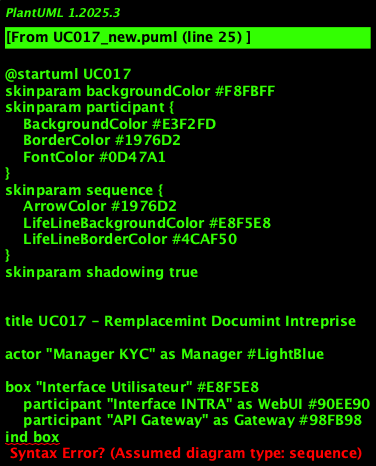 PlantUML 1.2025.3
[From UC017_new.puml (line 25) ]
@startuml UC017
skinparam backgroundColor #F8FBFF
skinparam participant {
BackgroundColor #E3F2FD
BorderColor #1976D2
FontColor #0D47A1
}
skinparam sequence {
ArrowColor #1976D2
LifeLineBackgroundColor #E8F5E8
LifeLineBorderColor #4CAF50
}
skinparam shadowing true
title UC017 - Remplacemint Documint Intreprise
actor "Manager KYC" as Manager #LightBlue
box "Interface Utilisateur" #E8F5E8
participant "Interface INTRA" as WebUI #90EE90
participant "API Gateway" as Gateway #98FB98
ind box
Syntax Error? (Assumed diagram type: sequence)